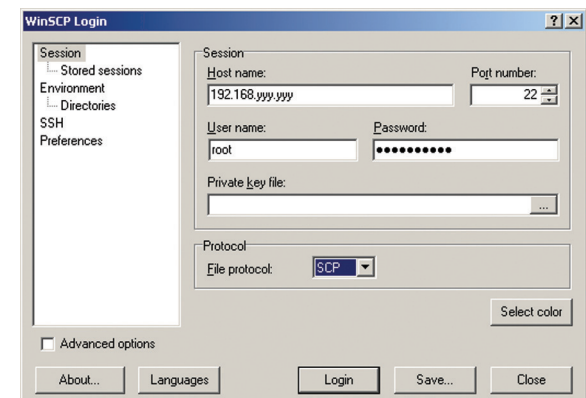 WinSCP Login
Session
Stored sessions
Environment
Directories
SSH
Preferences
Session
Host name:
Port number:
192.168.yyy.yyy
22
User name:
Password:
root
●●●●●●●●●●
Private key file:
...
Protocol
File protocol:
SCP
Select color
Advanced options
About...
Languages
Login
Save...
Close